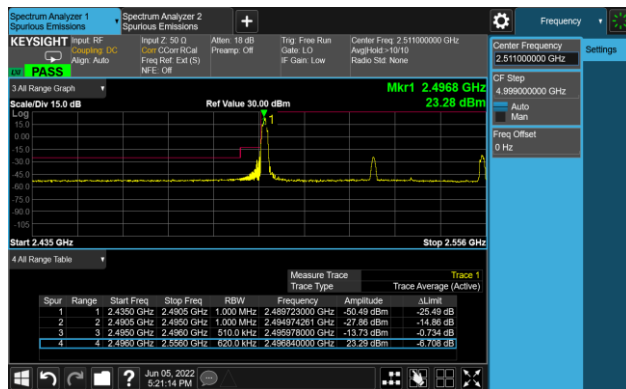 Spectrum Analyzer 1
Spurious Emissions
Spectrum Analyzer 2
Spurious Emissions
Frequency
KEYSIGHT
Input: RF
Coupling: DC
Align: Auto
Input Z: 50 Ω
Corr CCorr RCal
Freq Ref: Ext (S)
NFE: Off
Atten: 18 dB
Preamp: Off
Trig: Free Run
Gate: LO
IF Gain: Low
Center Freq: 2.511000000 GHz
Avg|Hold:>10/10
Radio Std: None
PASS
Center Frequency
2.511000000 GHz
Settings
CF Step
4.999000000 GHz
Auto
Man
Freq Offset
0 Hz
3 All Range Graph
Mkr1 2.4968 GHz
Scale/Div 15.0 dB
Ref Value 30.00 dBm
23.28 dBm
Log
15.0
0.00
-15.0
-30.0
-45.0
-60.0
-75.0
-90.0
-105
1
Start 2.435 GHz
Stop 2.556 GHz
4 All Range Table
Measure Trace Trace 1
Trace Type Trace Average (Active)
Spur Range Start Freq Stop Freq RBW Frequency Amplitude ΔLimit
1 1 2.4350 GHz 2.4905 GHz 1.000 MHz 2.489723000 GHz -50.49 dBm -25.49 dB
2 2 2.4905 GHz 2.4950 GHz 1.000 MHz 2.494974261 GHz -27.86 dBm -14.86 dB
3 3 2.4950 GHz 2.4960 GHz 510.0 kHz 2.495978000 GHz -13.73 dBm -0.734 dB
4 4 2.4960 GHz 2.5560 GHz 620.0 kHz 2.496840000 GHz 23.29 dBm -6.708 dB
Jun 05, 2022
5:21:14 PM